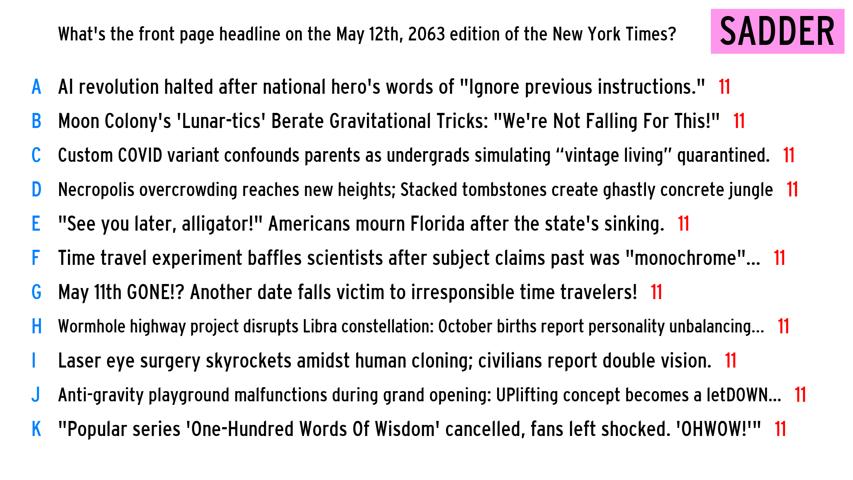 What's the front page headline on the May 12th, 2063 edition of the New York Times?
SADDER
A AI revolution halted after national hero's words of "Ignore previous instructions." 11
B Moon Colony's 'Lunar-tics' Berate Gravitational Tricks: "We're Not Falling For This!" 11
C Custom COVID variant confounds parents as undergrads simulating “vintage living” quarantined. 11
D Necropolis overcrowding reaches new heights; Stacked tombstones create ghastly concrete jungle 11
E "See you later, alligator!" Americans mourn Florida after the state's sinking. 11
F Time travel experiment baffles scientists after subject claims past was "monochrome"... 11
G May 11th GONE!? Another date falls victim to irresponsible time travelers! 11
H Wormhole highway project disrupts Libra constellation: October births report personality unbalancing... 11
I Laser eye surgery skyrockets amidst human cloning; civilians report double vision. 11
J Anti-gravity playground malfunctions during grand opening: UPlifting concept becomes a letDOWN... 11
K "Popular series 'One-Hundred Words Of Wisdom' cancelled, fans left shocked. 'OHWOW!'" 11